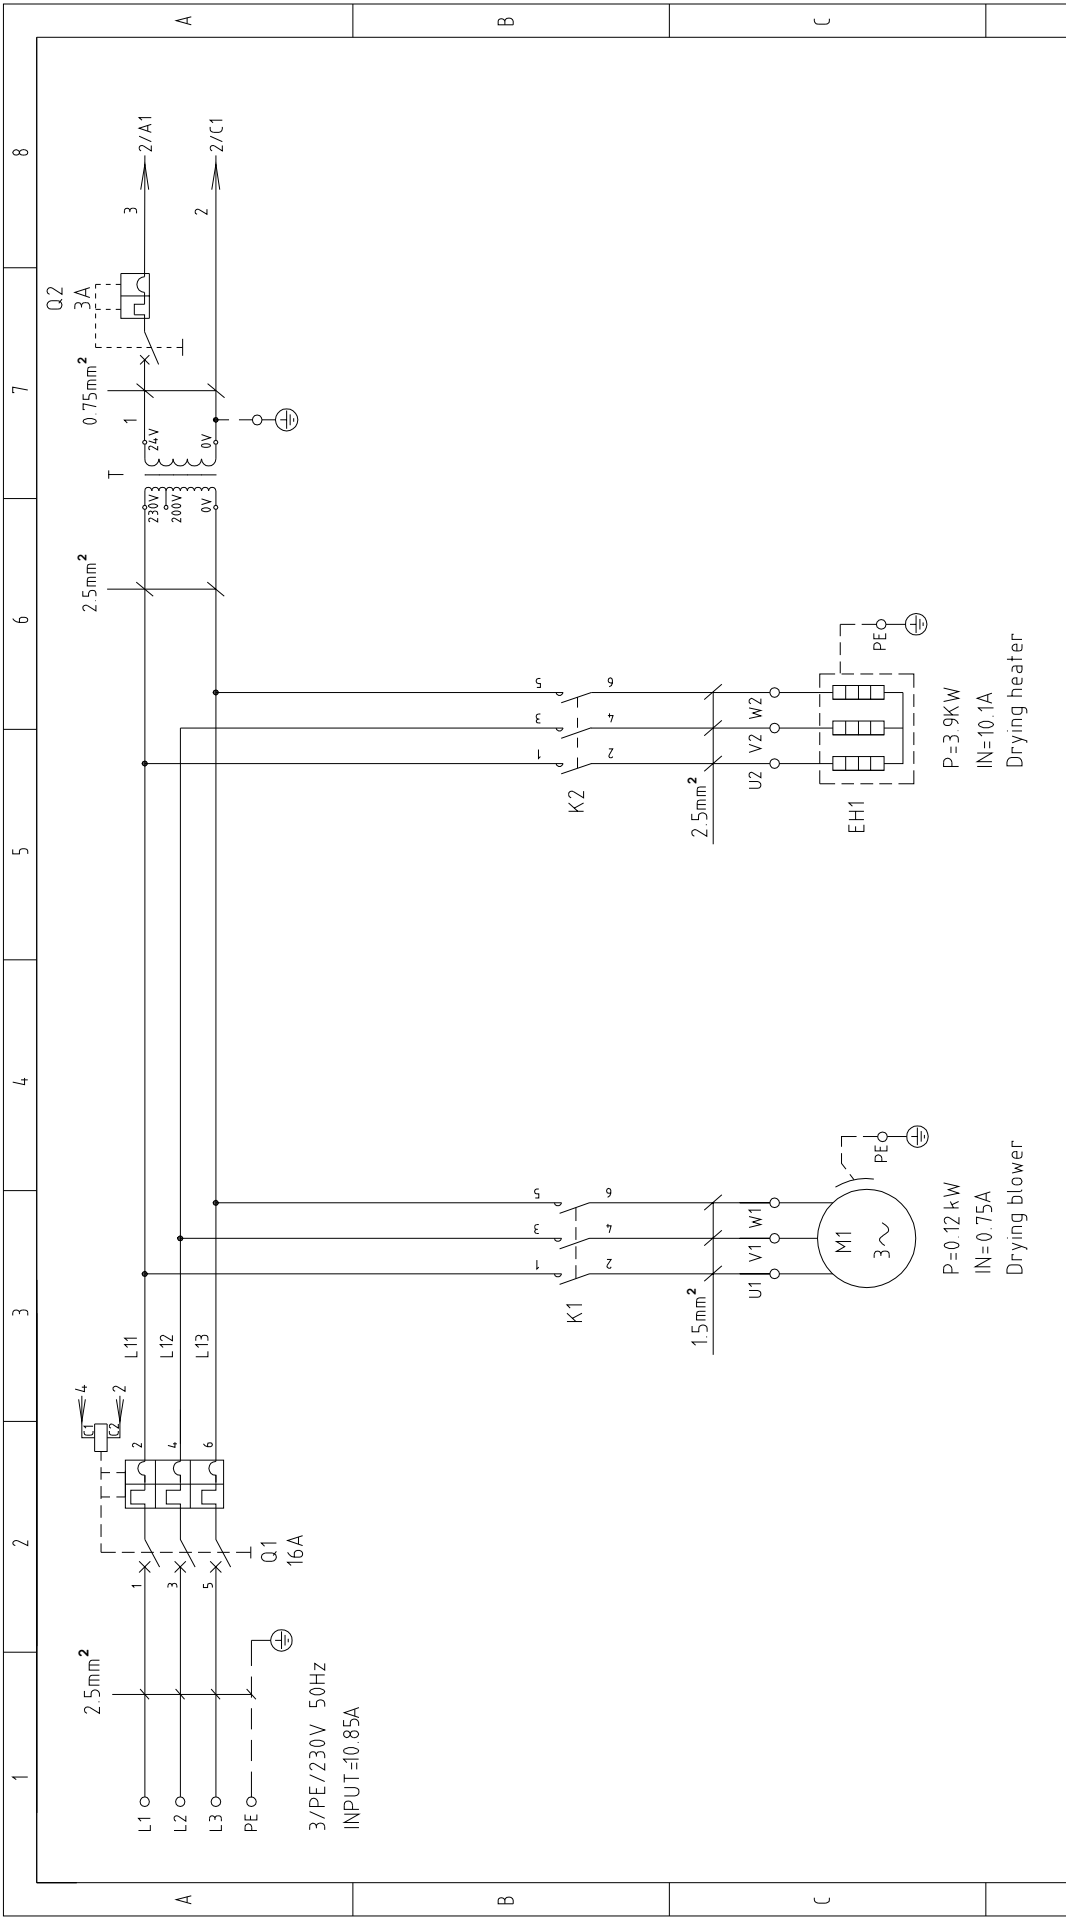 1
2
3
4
5
6
7
8
A
B
C
A
B
C
L1
L2
L3
PE
2.5mm²
3/PE/230V 50Hz
INPUT=10.85A
1
3
5
2
4
6
Q1
16A
C1
C2
4
2
L11
L12
L13
1
3
5
2
4
6
K1
1.5mm²
U1
V1
W1
M1
3~
PE
P=0.12kW
IN=0.75A
Drying blower
1
3
5
2
4
6
K2
2.5mm²
U2
V2
W2
EH1
PE
P=3.9KW
IN=10.1A
Drying heater
2.5mm²
T
230V
200V
0V
24V
0V
1
0.75mm²
Q2
3A
3
2
2/A1
2/C1